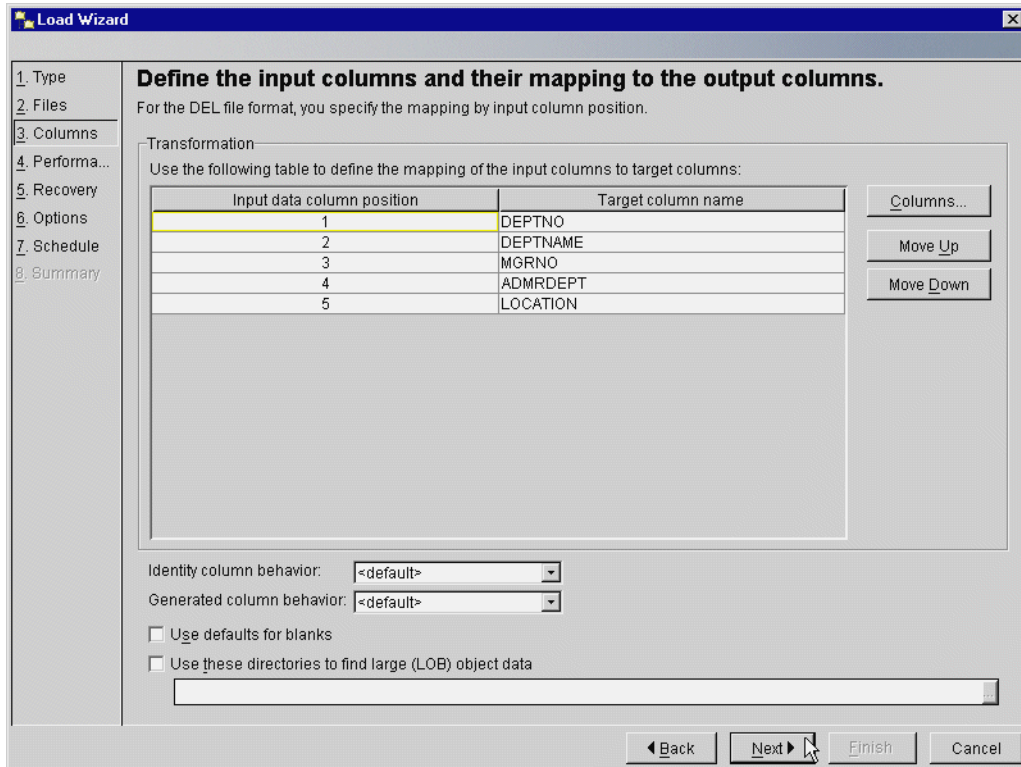 Load Wizard
1. Type
2. Files
3. Columns
4. Performa...
5. Recovery
6. Options
7. Schedule
8. Summary
Define the input columns and their mapping to the output columns.
For the DEL file format, you specify the mapping by input column position.
Transformation
Use the following table to define the mapping of the input columns to target columns:
Input data column position Target column name
1 DEPTNO
2 DEPTNAME
3 MGRNO
4 ADMRDEPT
5 LOCATION
Columns...
Move Up
Move Down
Identity column behavior: <default>
Generated column behavior: <default>
Use defaults for blanks
Use these directories to find large (LOB) object data
...
Back Next Finish Cancel